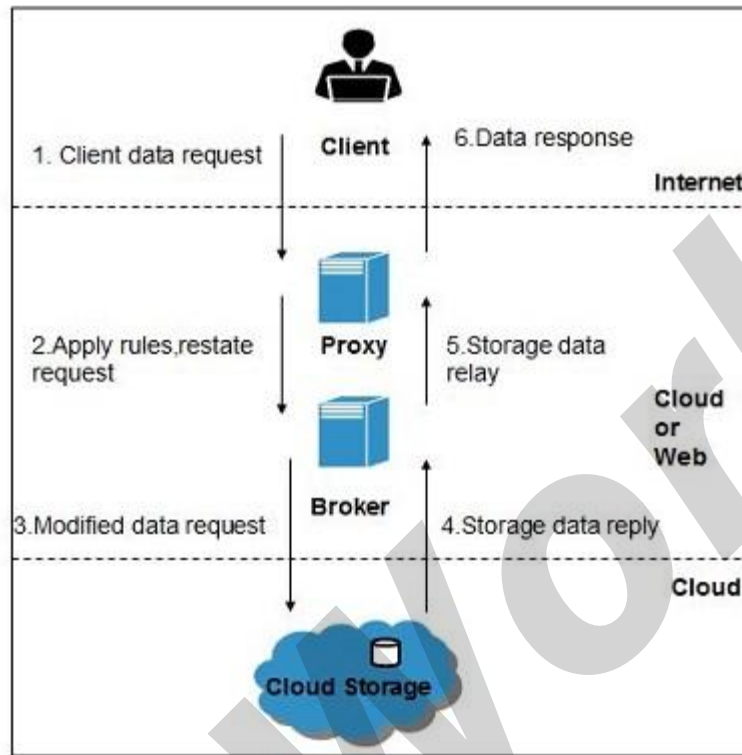 1. Client data request
Client
6.Data response
Internet
2.Apply rules,restate
request
Proxy
5.Storage data
relay
Cloud
or
Web
Broker
3.Modified data request
4.Storage data reply
Cloud
Cloud Storage